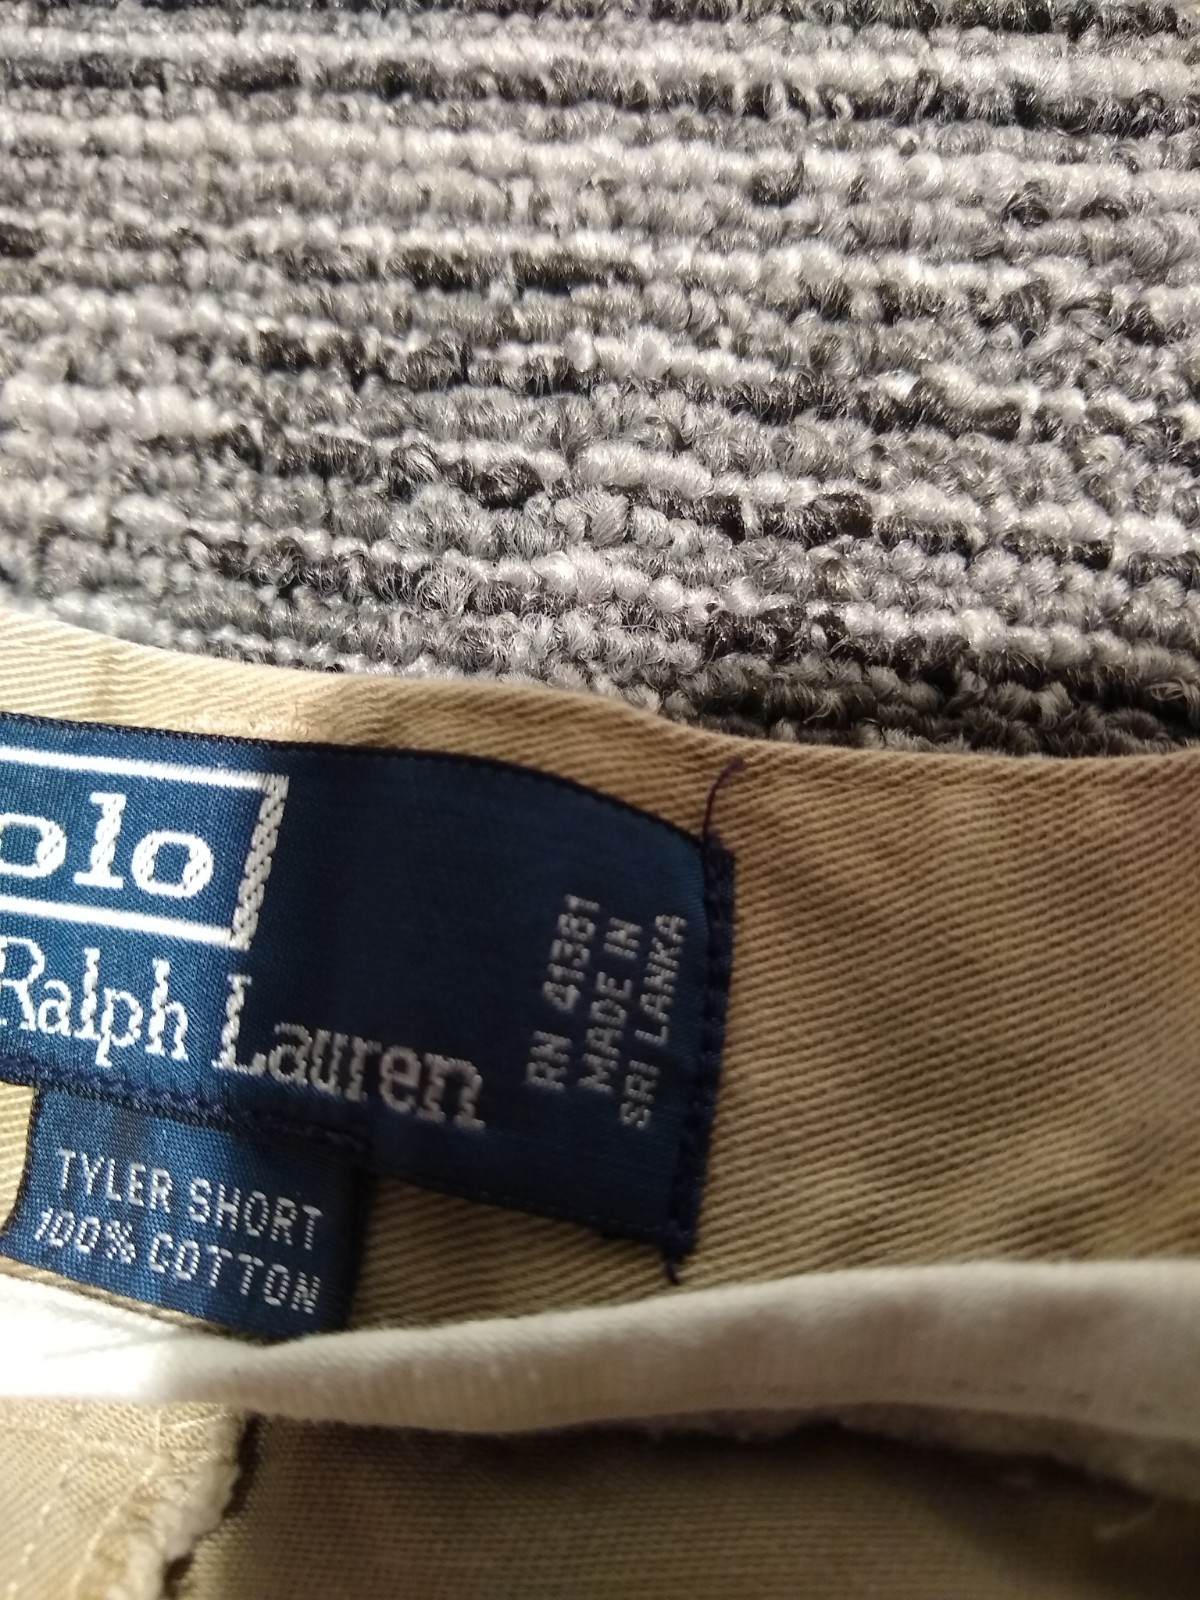 olo
Ralph Lauren
RN 41381
MADE IN
SRI LANKA
TYLER SHORT
100% COTTON